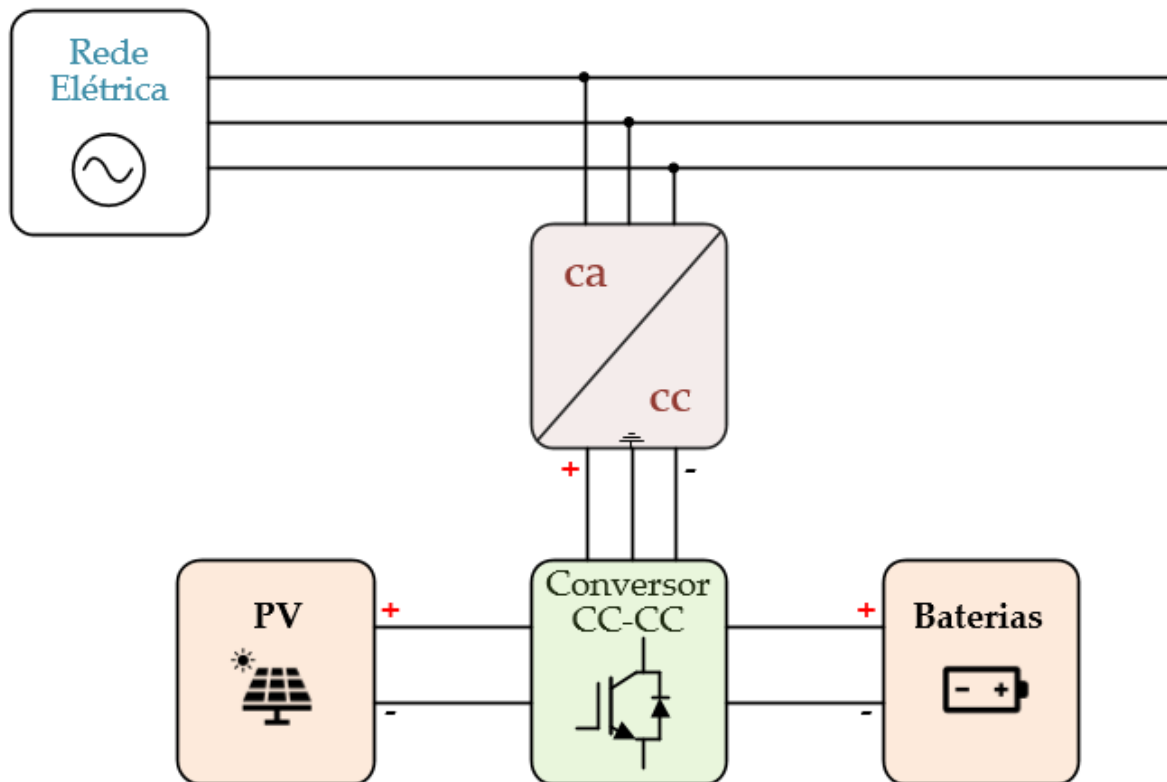 Rede
Elétrica
ca
cc
+
-
Conversor
CC-CC
PV
+
-
+
-
Baterias
- +